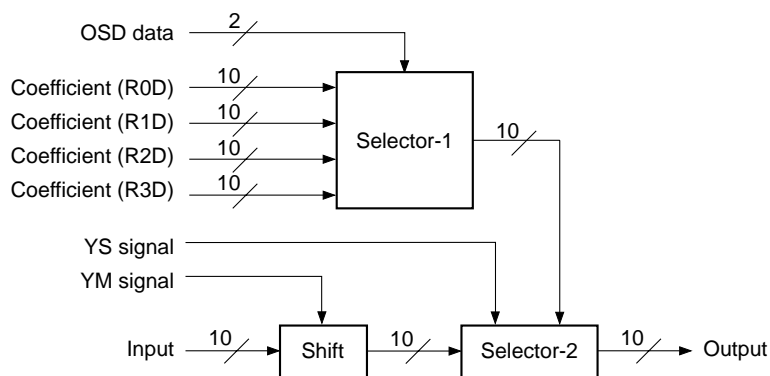 OSD data 2
Coefficient (R0D) 10
Coefficient (R1D) 10
Coefficient (R2D) 10
Coefficient (R3D) 10
Selector-1 10
YS signal
YM signal
Input 10 Shift 10 Selector-2 10 Output